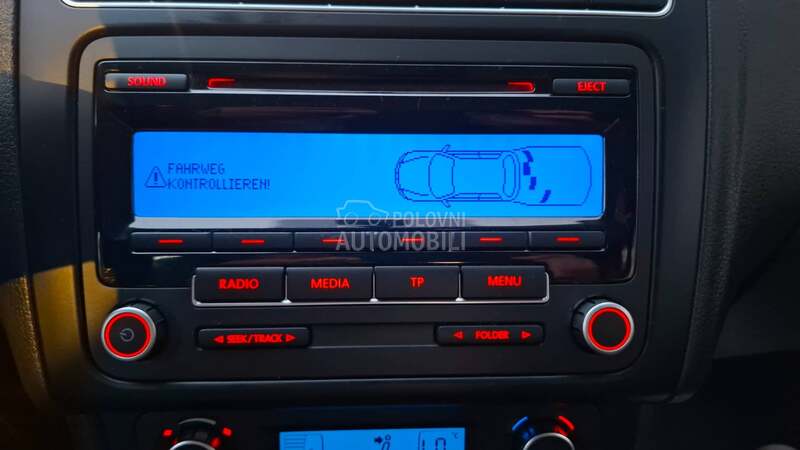 SOUND
EJECT
FAHRWEG
KONTROLLIEREN!
POLOVNI
AUTOMOBILI
RADIO
MEDIA
TP
MENU
SEEK/TRACK
FOLDER
°C